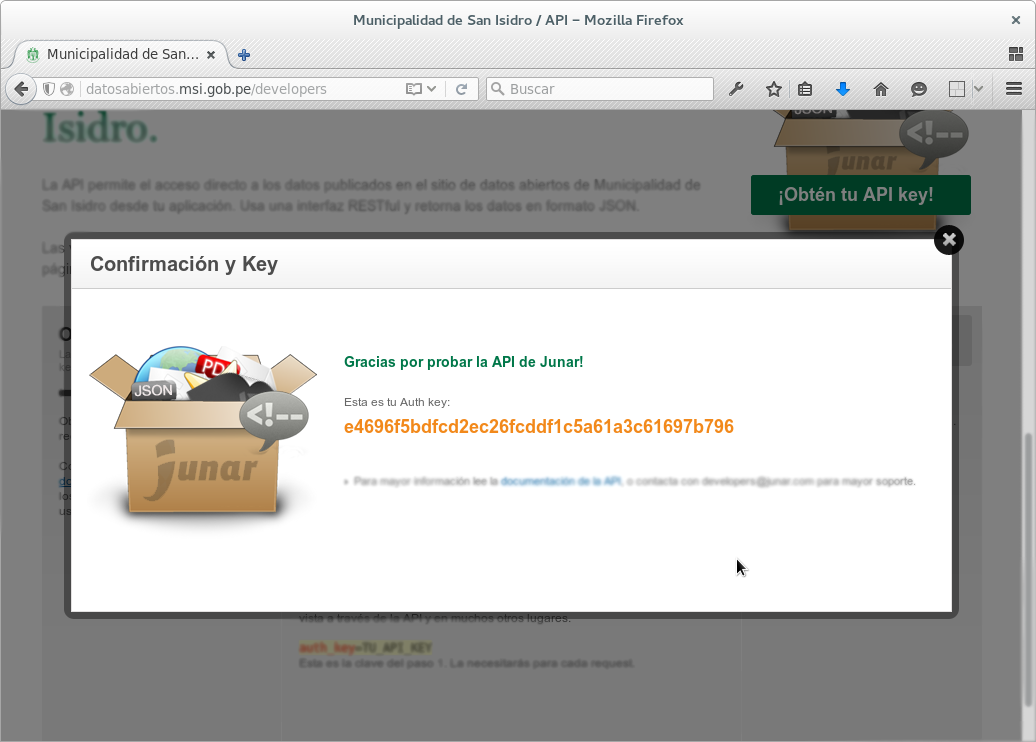 Municipalidad de San Isidro / API – Mozilla Firefox
Municipalidad de San...
datosabiertos.msi.gob.pe/developers
Buscar
Isidro.
La API permite el acceso directo a los datos publicados en el sitio de datos abiertos de Municipalidad de
San Isidro desde tu aplicación. Usa una interfaz RESTful y retorna los datos en formato JSON.
JSON
<!--
junar
¡Obtén tu API key!
Las
Confirmación y Key
PD
JSON
<!--
junar
Gracias por probar la API de Junar!
Esta es tu Auth key:
e4696f5bdfcd2ec26fcddf1c5a61a3c61697b796
Para mayor información lee la documentación de la API, o contacta con developers@junar.com para mayor soporte.
vista a través de la API y en muchos otros lugares.
auth_key=TU_API_KEY
Esta es la clave del paso 1. La necesitarás para cada request.